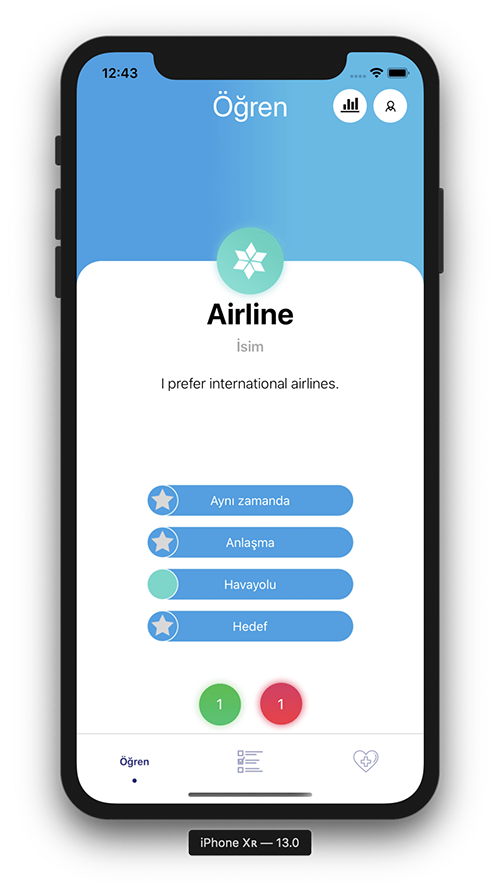 12:43
Öğren
Airline
İsim
I prefer international airlines.
Aynı zamanda
Anlaşma
Havayolu
Hedef
1 1
Öğren
iPhone Xʀ — 13.0